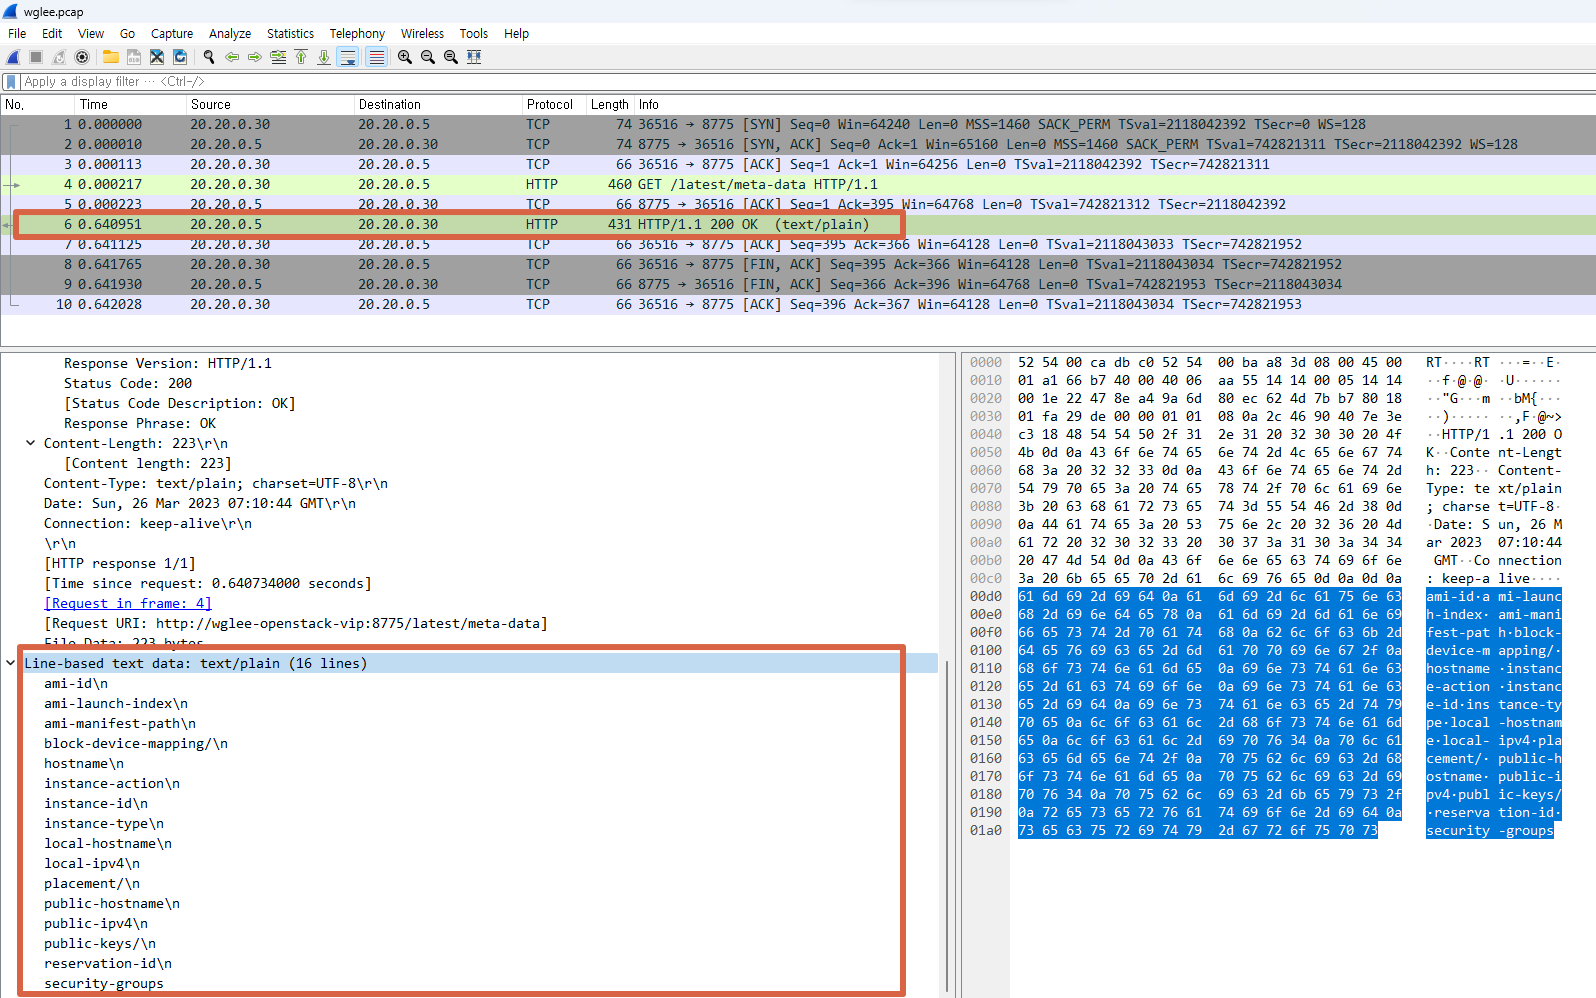 wglee.pcap
File Edit View Go Capture Analyze Statistics Telephony Wireless Tools Help
Apply a display filter ··· <Ctrl-/>
No. Time Source Destination Protocol Length Info
1 0.000000 20.20.0.30 20.20.0.5 TCP 74 36516 → 8775 [SYN] Seq=0 Win=64240 Len=0 MSS=1460 SACK_PERM TSval=2118042392 TSecr=0 WS=128
2 0.000010 20.20.0.5 20.20.0.30 TCP 74 8775 → 36516 [SYN, ACK] Seq=0 Ack=1 Win=65160 Len=0 MSS=1460 SACK_PERM TSval=742821311 TSecr=2118042392 WS=128
3 0.000113 20.20.0.30 20.20.0.5 TCP 66 36516 → 8775 [ACK] Seq=1 Ack=1 Win=64256 Len=0 TSval=2118042392 TSecr=742821311
4 0.000217 20.20.0.30 20.20.0.5 HTTP 460 GET /latest/meta-data HTTP/1.1
5 0.000223 20.20.0.5 20.20.0.30 TCP 66 8775 → 36516 [ACK] Seq=1 Ack=395 Win=64768 Len=0 TSval=742821312 TSecr=2118042392
6 0.640951 20.20.0.5 20.20.0.30 HTTP 431 HTTP/1.1 200 OK (text/plain)
7 0.641125 20.20.0.30 20.20.0.5 TCP 66 36516 → 8775 [ACK] Seq=395 Ack=366 Win=64128 Len=0 TSval=2118043033 TSecr=742821952
8 0.641765 20.20.0.30 20.20.0.5 TCP 66 36516 → 8775 [FIN, ACK] Seq=395 Ack=366 Win=64128 Len=0 TSval=2118043034 TSecr=742821952
9 0.641930 20.20.0.5 20.20.0.30 TCP 66 8775 → 36516 [FIN, ACK] Seq=366 Ack=396 Win=64768 Len=0 TSval=742821953 TSecr=2118043034
10 0.642028 20.20.0.30 20.20.0.5 TCP 66 36516 → 8775 [ACK] Seq=396 Ack=367 Win=64128 Len=0 TSval=2118043034 TSecr=742821953
Response Version: HTTP/1.1
Status Code: 200
[Status Code Description: OK]
Response Phrase: OK
Content-Length: 223\r\n
[Content length: 223]
Content-Type: text/plain; charset=UTF-8\r\n
Date: Sun, 26 Mar 2023 07:10:44 GMT\r\n
Connection: keep-alive\r\n
\r\n
[HTTP response 1/1]
[Time since request: 0.640734000 seconds]
[Request in frame: 4]
[Request URI: http://wglee-openstack-vip:8775/latest/meta-data]
File Data: 223 bytes
Line-based text data: text/plain (16 lines)
ami-id\n
ami-launch-index\n
ami-manifest-path\n
block-device-mapping/\n
hostname\n
instance-action\n
instance-id\n
instance-type\n
local-hostname\n
local-ipv4\n
placement/\n
public-hostname\n
public-ipv4\n
public-keys/\n
reservation-id\n
security-groups
0000 52 54 00 ca db c0 52 54 00 ba a8 3d 08 00 45 00 RT····RT ···=··E·
0010 01 a1 66 b7 40 00 40 06 aa 55 14 14 00 05 14 14 ··f·@·@· ·U······
0020 00 1e 22 47 8e a4 9a 6d 80 ec 62 4d 7b b7 80 18 ··"G···m ··bM{···
0030 01 fa 29 de 00 00 01 01 08 0a 2c 46 90 40 7e 3e ··)····· ··,F·@~>
0040 c3 18 48 54 54 50 2f 31 2e 31 20 32 30 30 20 4f ··HTTP/1 .1 200 O
0050 4b 0d 0a 43 6f 6e 74 65 6e 74 2d 4c 65 6e 67 74 K··Conte nt-Lengt
0060 68 3a 20 32 32 33 0d 0a 43 6f 6e 74 65 6e 74 2d h: 223·· Content-
0070 54 79 70 65 3a 20 74 65 78 74 2f 70 6c 61 69 6e Type: te xt/plain
0080 3b 20 63 68 61 72 73 65 74 3d 55 54 46 2d 38 0d ; charse t=UTF-8·
0090 0a 44 61 74 65 3a 20 53 75 6e 2c 20 32 36 20 4d ·Date: S un, 26 M
00a0 61 72 20 32 30 32 33 20 30 37 3a 31 30 3a 34 34 ar 2023 07:10:44
00b0 20 47 4d 54 0d 0a 43 6f 6e 6e 65 63 74 69 6f 6e GMT··Co nnection
00c0 3a 20 6b 65 65 70 2d 61 6c 69 76 65 0d 0a 0d 0a : keep-a live····
00d0 61 6d 69 2d 69 64 0a 61 6d 69 2d 6c 61 75 6e 63 ami-id·a mi-launc
00e0 68 2d 69 6e 64 65 78 0a 61 6d 69 2d 6d 61 6e 69 h-index· ami-mani
00f0 66 65 73 74 2d 70 61 74 68 0a 62 6c 6f 63 6b 2d fest-pat h·block-
0100 64 65 76 69 63 65 2d 6d 61 70 70 69 6e 67 2f 0a device-m apping/·
0110 68 6f 73 74 6e 61 6d 65 0a 69 6e 73 74 61 6e 63 hostname ·instanc
0120 65 2d 61 63 74 69 6f 6e 0a 69 6e 73 74 61 6e 63 e-action ·instanc
0130 65 2d 69 64 0a 69 6e 73 74 61 6e 63 65 2d 74 79 e-id·ins tance-ty
0140 70 65 0a 6c 6f 63 61 6c 2d 68 6f 73 74 6e 61 6d pe·local -hostnam
0150 65 0a 6c 6f 63 61 6c 2d 69 70 76 34 0a 70 6c 61 e·local- ipv4·pla
0160 63 65 6d 65 6e 74 2f 0a 70 75 62 6c 69 63 2d 68 cement/· public-h
0170 6f 73 74 6e 61 6d 65 0a 70 75 62 6c 69 63 2d 69 ostname· public-i
0180 70 76 34 0a 70 75 62 6c 69 63 2d 6b 65 79 73 2f pv4·publ ic-keys/
0190 0a 72 65 73 65 72 76 61 74 69 6f 6e 2d 69 64 0a ·reserva tion-id·
01a0 73 65 63 75 72 69 74 79 2d 67 72 6f 75 70 73 security -groups